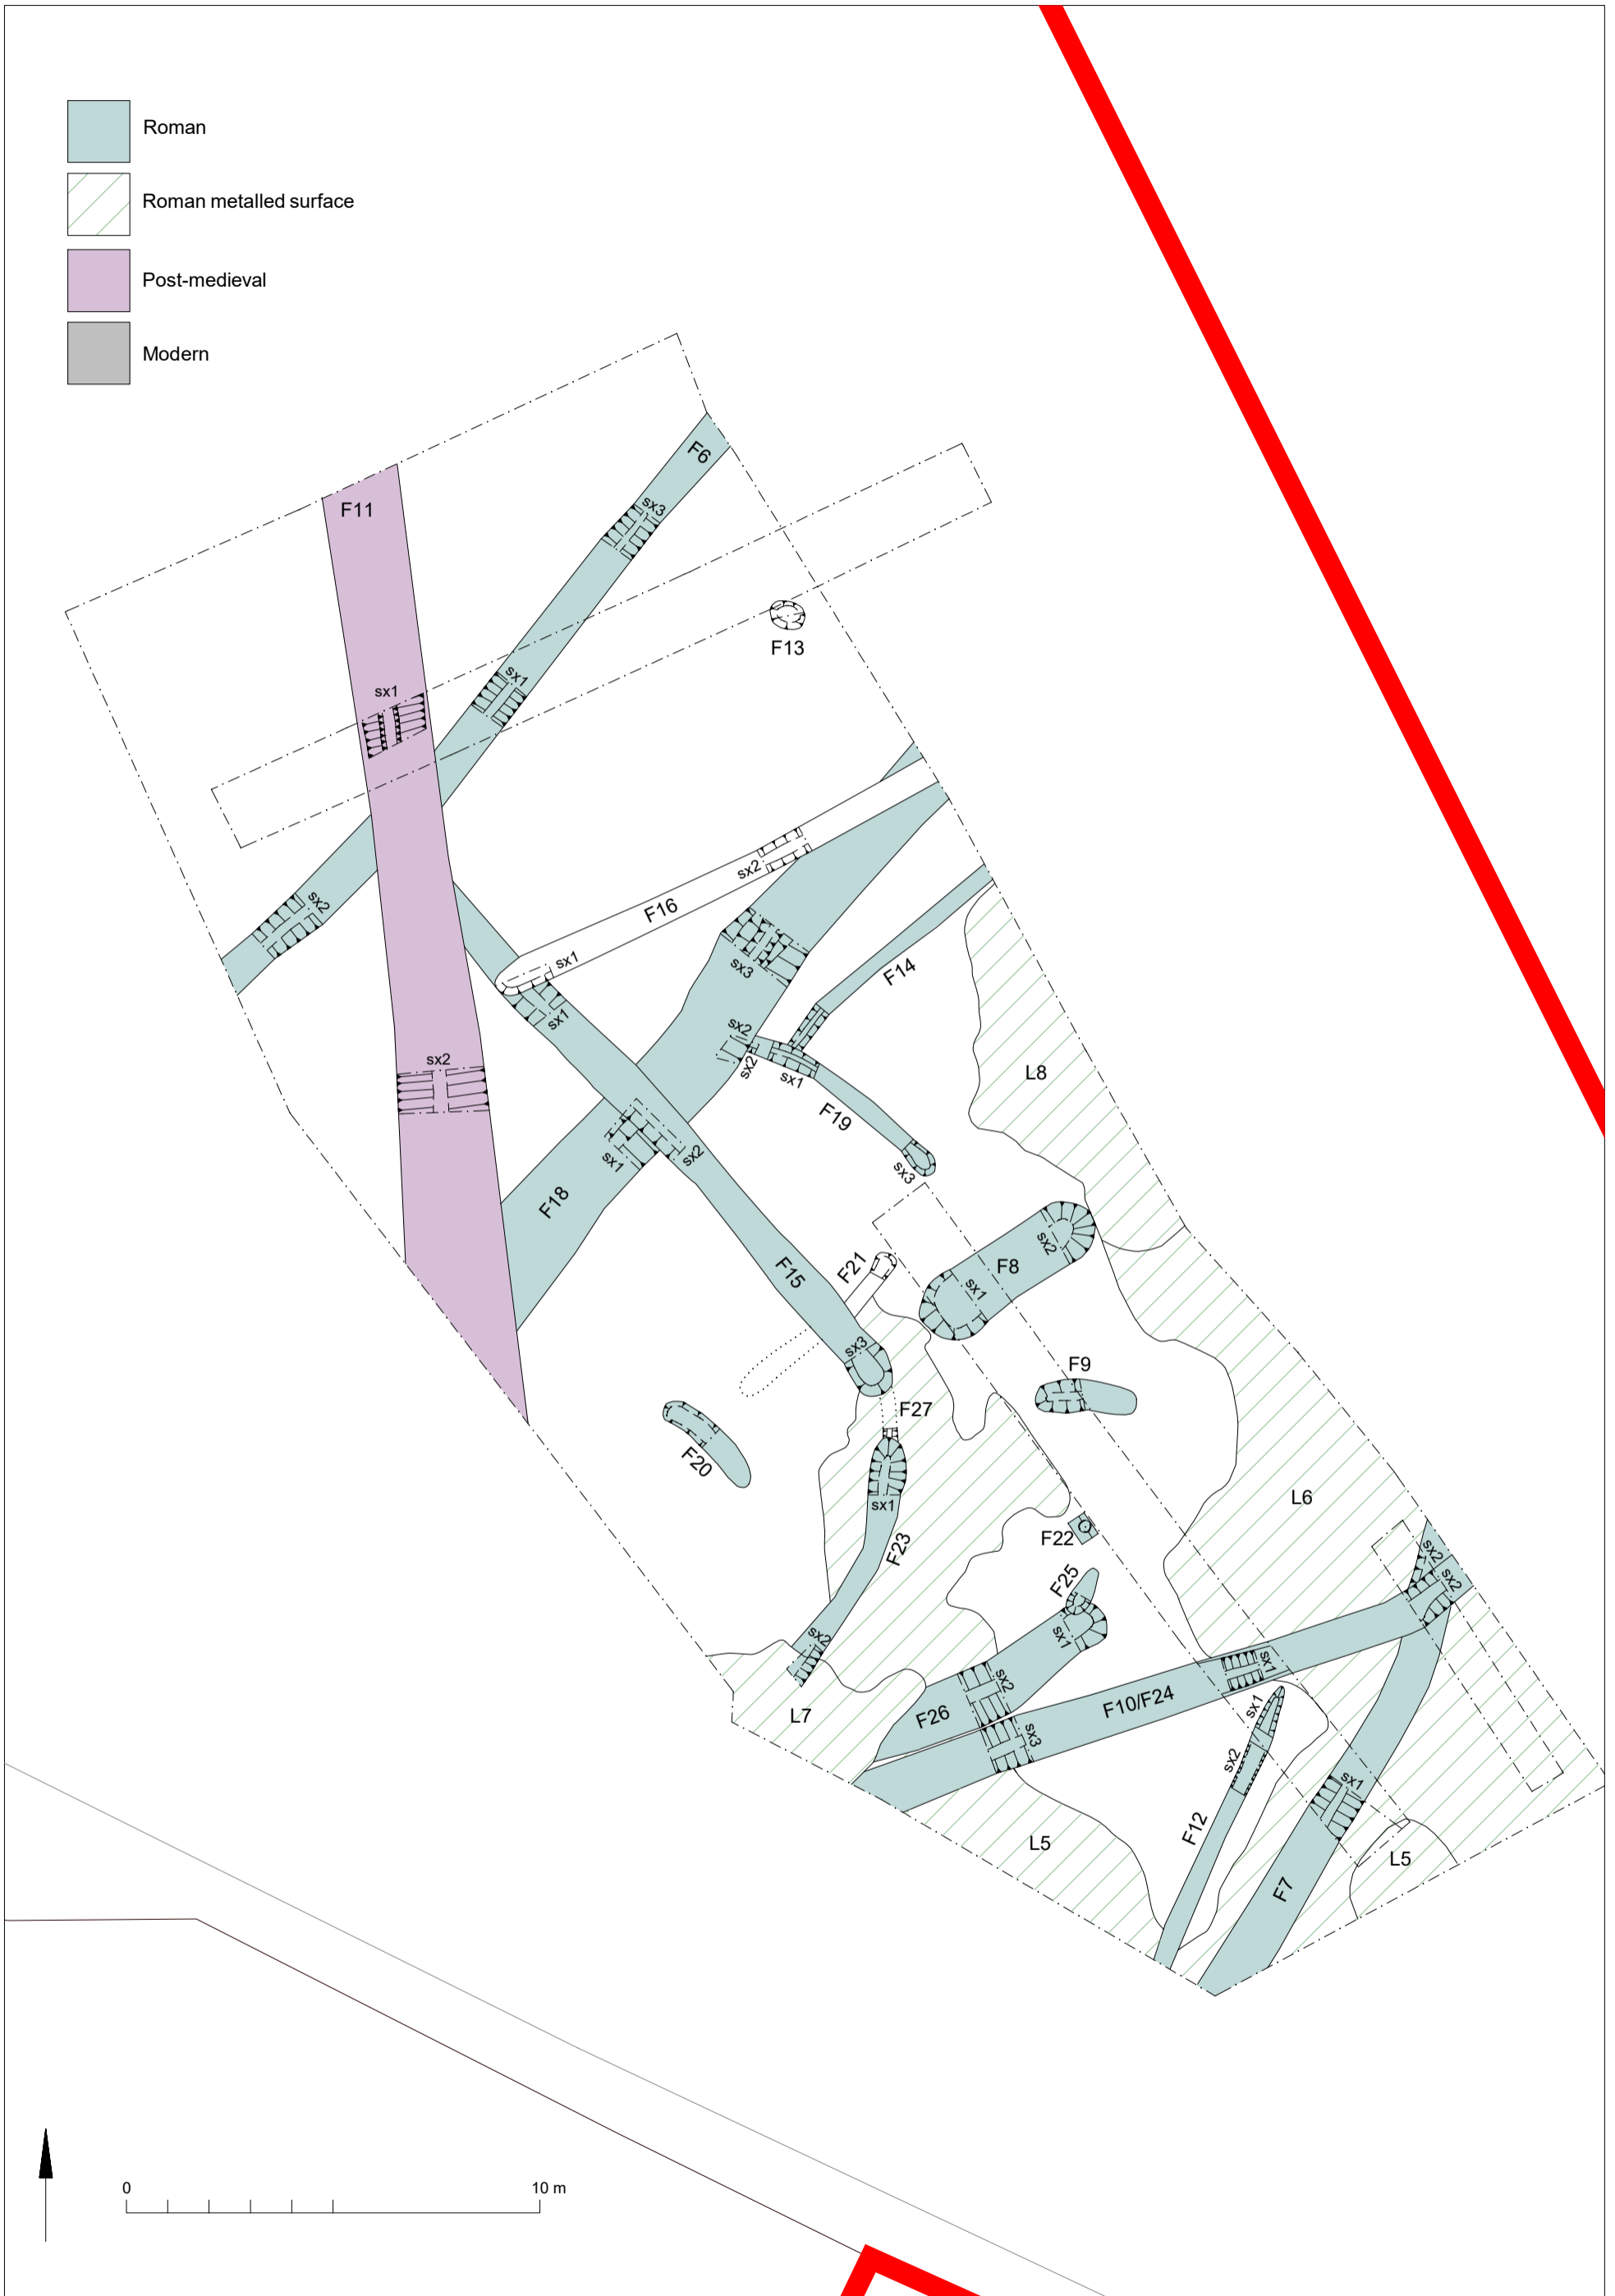 Roman
Roman metalled surface
Post-medieval
Modern
F6
F11
sx3
F13
sx1
sx1
sx2
sx2
F16
sx1
sx3
F14
sx1
sx2
sx2
sx1
sx2
L8
F19
sx3
sx1
sx2
F18
F15
F21
sx2
F8
sx1
sx3
F9
F27
F20
sx1
L6
F22
F23
sx2
sx2
F25
sx1
sx2
sx1
sx2
F10/F24
sx1
L7
F26
sx3
sx2
sx1
F12
L5
L5
F7
0
10 m